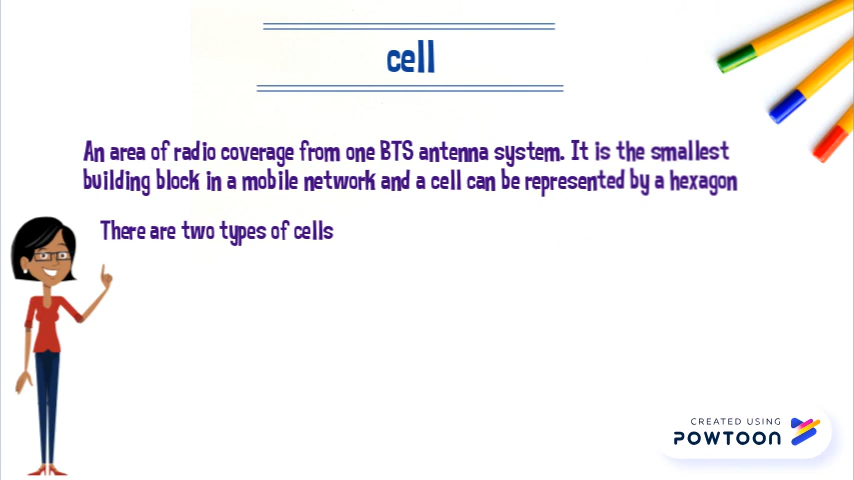 cell
An area of radio coverage from one BTS antenna system. It is the smallest
building block in a mobile network and a cell can be represented by a hexagon
There are two types of cells
CREATED USING
POWTOON